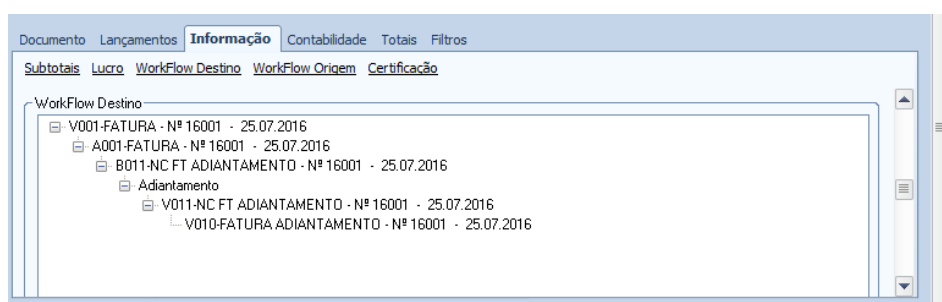 Documento Lançamentos Informação Contabilidade Totais Filtros
Subtotais Lucro WorkFlow Destino WorkFlow Origem Certificação
WorkFlow Destino
V001-FATURA - Nº 16001 - 25.07.2016
A001-FATURA - Nº 16001 - 25.07.2016
B011-NC FT ADIANTAMENTO - Nº 16001 - 25.07.2016
Adiantamento
V011-NC FT ADIANTAMENTO - Nº 16001 - 25.07.2016
V010-FATURA ADIANTAMENTO - Nº 16001 - 25.07.2016